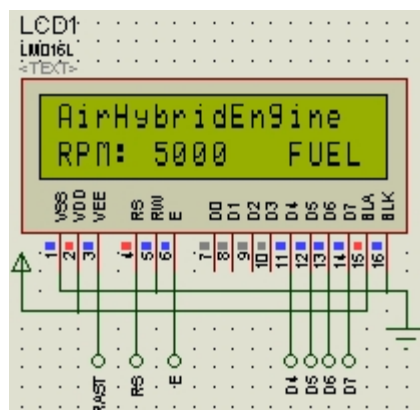 LCD1
LM016L
<TEXT>
AirHybridEngine
RPM: 5000 FUEL
VSS VDD VEE RS RW E D0 D1 D2 D3 D4 D5 D6 D7 BLA BLK
1 2 3 4 5 6 7 8 9 10 11 12 13 14 15 16
RAST RS E D4 D5 D6 D7